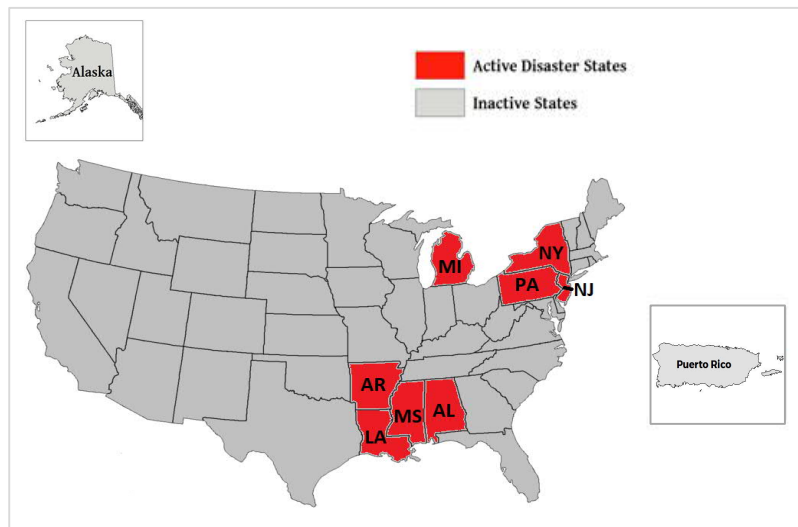 Alaska
Active Disaster States
Inactive States
MI
NY
PA
NJ
AR
MS
AL
LA
Puerto Rico